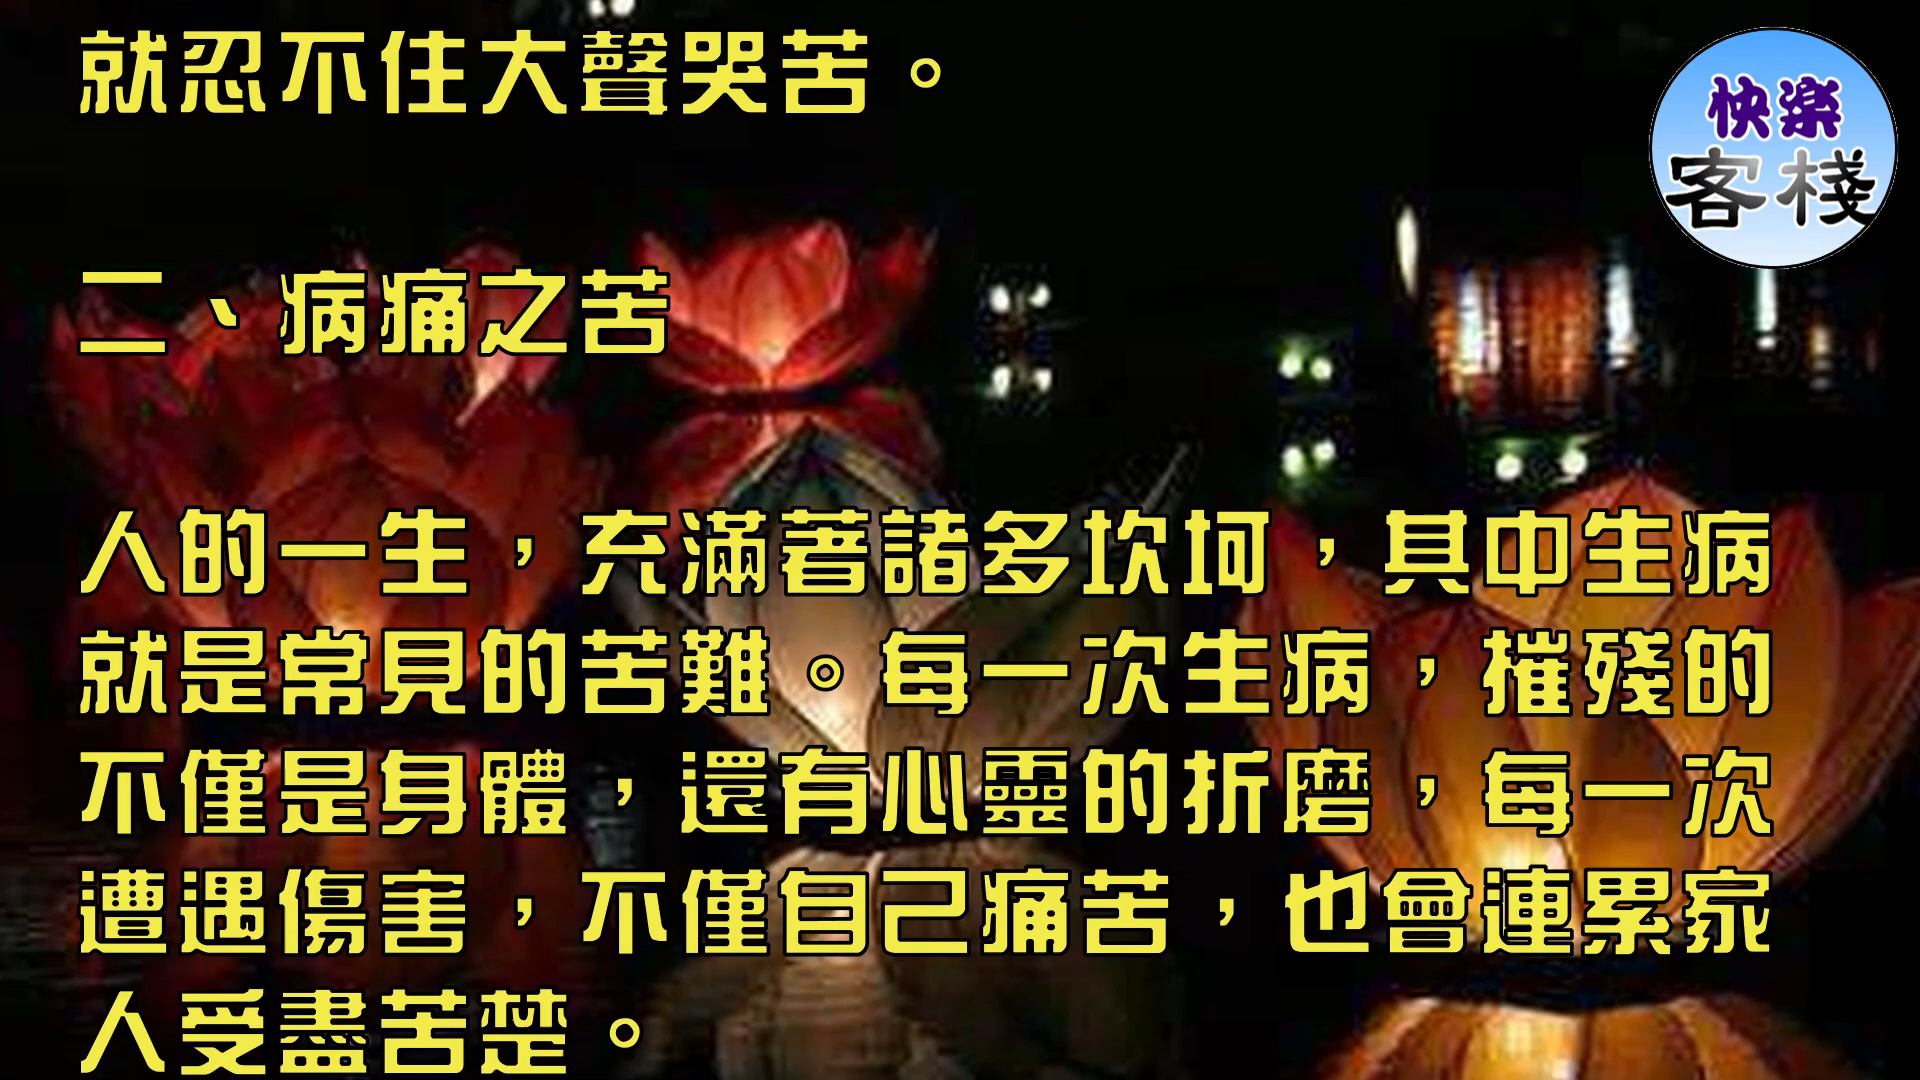 就忍不住大聲哭苦。
快楽
客棧
二、病痛之苦
人的一生，充滿著諸多坎坷，其中生病
就是常見的苦難。每一次生病，摧殘的
不僅是身體，還有心靈的折磨，每一次
遭遇傷害，不僅自己痛苦，也會連累家
人受盡苦楚。